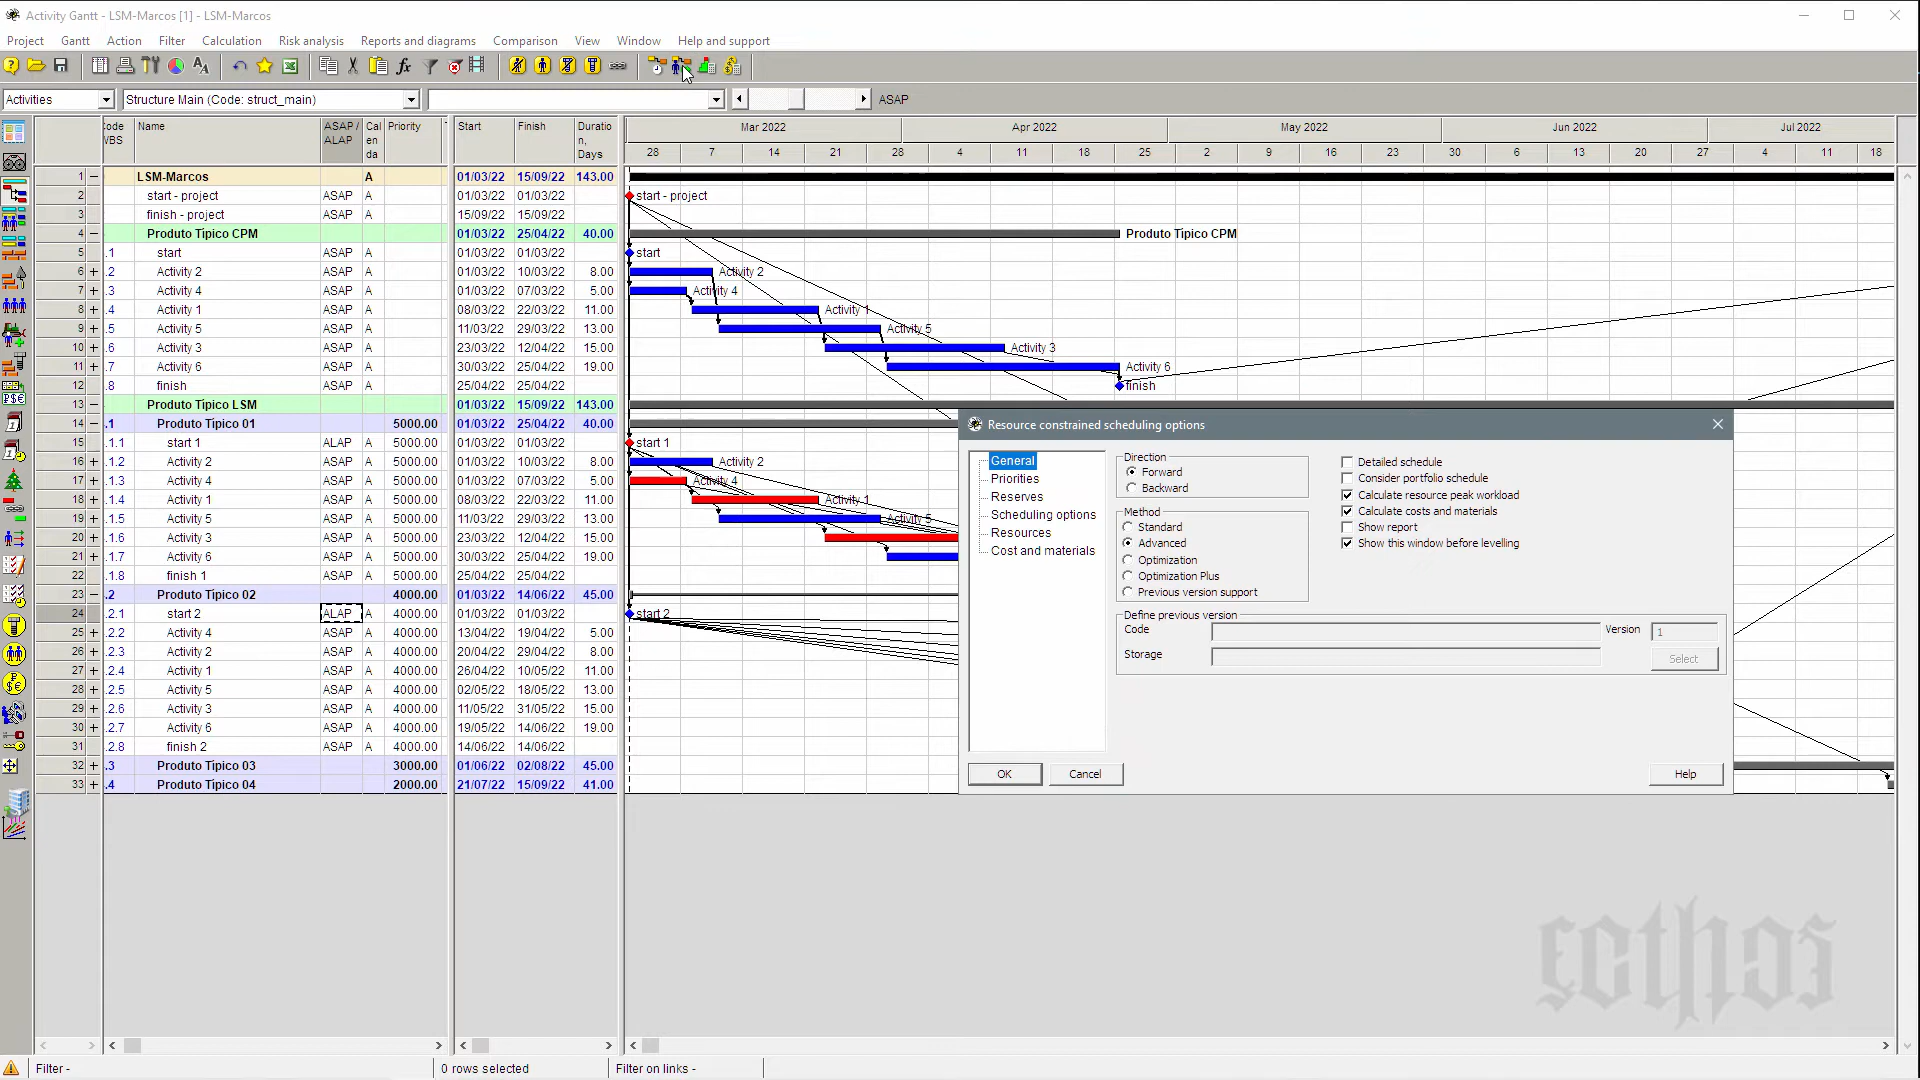 Activity Gantt - LSM-Marcos [1] - LSM-Marcos
Project Gantt Action Filter Calculation Risk analysis Reports and diagrams Comparison View Window Help and support
Activities Structure Main (Code: struct_main) ASAP
Code WBS Name ASAP / ALAP Calenda Priority Start Finish Duration, Days
Mar 2022 Apr 2022 May 2022 Jun 2022 Jul 2022
28 7 14 21 28 4 11 18 25 2 9 16 23 30 6 13 20 27 4 11 18
1 LSM-Marcos A 01/03/22 15/09/22 143.00
2 start - project ASAP A 01/03/22 01/03/22 start - project
3 finish - project ASAP A 15/09/22 15/09/22
4 Produto Típico CPM 01/03/22 25/04/22 40.00 Produto Típico CPM
5 .1 start ASAP A 01/03/22 01/03/22 start
6 .2 Activity 2 ASAP A 01/03/22 10/03/22 8.00 Activity 2
7 .3 Activity 4 ASAP A 01/03/22 07/03/22 5.00 Activity 4
8 .4 Activity 1 ASAP A 08/03/22 22/03/22 11.00 Activity 1
9 .5 Activity 5 ASAP A 11/03/22 29/03/22 13.00 Activity 5
10 .6 Activity 3 ASAP A 23/03/22 12/04/22 15.00 Activity 3
11 .7 Activity 6 ASAP A 30/03/22 25/04/22 19.00 Activity 6
12 .8 finish ASAP A 25/04/22 25/04/22 finish
13 Produto Típico LSM 01/03/22 15/09/22 143.00
14 .1 Produto Típico 01 5000.00 01/03/22 25/04/22 40.00
15 .1.1 start 1 ALAP A 5000.00 01/03/22 01/03/22 start 1
16 .1.2 Activity 2 ASAP A 5000.00 01/03/22 10/03/22 8.00 Activity 2
17 .1.3 Activity 4 ASAP A 5000.00 01/03/22 07/03/22 5.00 Activity 4
18 .1.4 Activity 1 ASAP A 5000.00 08/03/22 22/03/22 11.00 Activity 1
19 .1.5 Activity 5 ASAP A 5000.00 11/03/22 29/03/22 13.00 Activity 5
20 .1.6 Activity 3 ASAP A 5000.00 23/03/22 12/04/22 15.00
21 .1.7 Activity 6 ASAP A 5000.00 30/03/22 25/04/22 19.00
22 .1.8 finish 1 ASAP A 5000.00 25/04/22 25/04/22
23 .2 Produto Típico 02 4000.00 01/03/22 14/06/22 45.00
24 .2.1 start 2 ALAP A 4000.00 01/03/22 01/03/22 start 2
25 .2.2 Activity 4 ASAP A 4000.00 13/04/22 19/04/22 5.00
26 .2.3 Activity 2 ASAP A 4000.00 20/04/22 29/04/22 8.00
27 .2.4 Activity 1 ASAP A 4000.00 26/04/22 10/05/22 11.00
28 .2.5 Activity 5 ASAP A 4000.00 02/05/22 18/05/22 13.00
29 .2.6 Activity 3 ASAP A 4000.00 11/05/22 31/05/22 15.00
30 .2.7 Activity 6 ASAP A 4000.00 19/05/22 14/06/22 19.00
31 .2.8 finish 2 ASAP A 4000.00 14/06/22 14/06/22
32 .3 Produto Típico 03 3000.00 01/06/22 02/08/22 45.00
33 .4 Produto Típico 04 2000.00 21/07/22 15/09/22 41.00
Resource constrained scheduling options
General
Priorities
Reserves
Scheduling options
Resources
Cost and materials
Direction
Forward
Backward
Method
Standard
Advanced
Optimization
Optimization Plus
Previous version support
Detailed schedule
Consider portfolio schedule
Calculate resource peak workload
Calculate costs and materials
Show report
Show this window before levelling
Define previous version
Code Version 1
Storage Select
OK Cancel Help
Filter - 0 rows selected Filter on links -